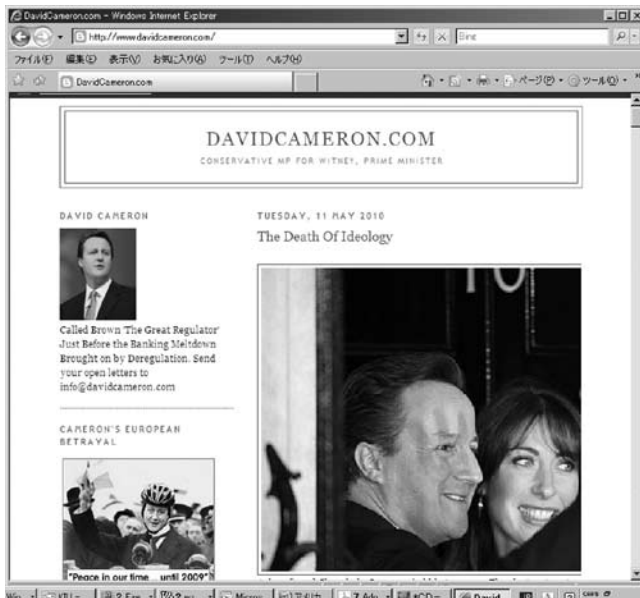 DavidCameron.com - Windows Internet Explorer
http://www.davidcameron.com/
Bing
ファイル(F) 編集(E) 表示(V) お気に入り(A) ツール(T) ヘルプ(H)
DavidCameron.com
ページ(P) ツール(O)
DAVIDCAMERON.COM
CONSERVATIVE MP FOR WITNEY, PRIME MINISTER
DAVID CAMERON
Called Brown 'The Great Regulator'
Just Before the Banking Meltdown
Brought on by Deregulation. Send
your open letters to
info@davidcameron.com
CAMERON'S EUROPEAN
BETRAYAL
"Peace in our time... until 2009"
TUESDAY, 11 MAY 2010
The Death Of Ideology
10